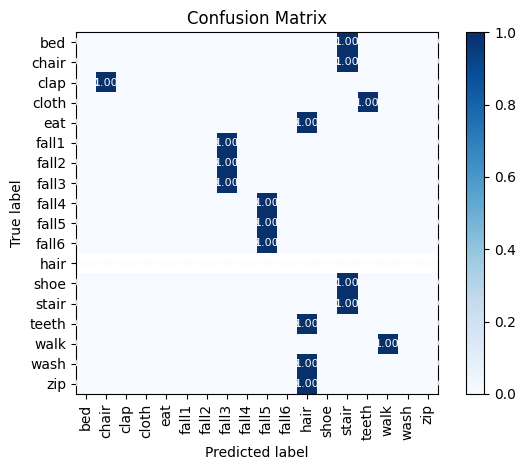 Confusion Matrix
True label
bed 1.00
chair 1.00
clap 1.00
cloth 1.00
eat 1.00
fall1 1.00
fall2 1.00
fall3 1.00
fall4 1.00
fall5 1.00
fall6 1.00
hair
shoe 1.00
stair 1.00
teeth 1.00
walk 1.00
wash 1.00
zip 1.00
bed chair clap cloth eat fall1 fall2 fall3 fall4 fall5 fall6 hair shoe stair teeth walk wash zip
Predicted label
1.0
0.8
0.6
0.4
0.2
0.0